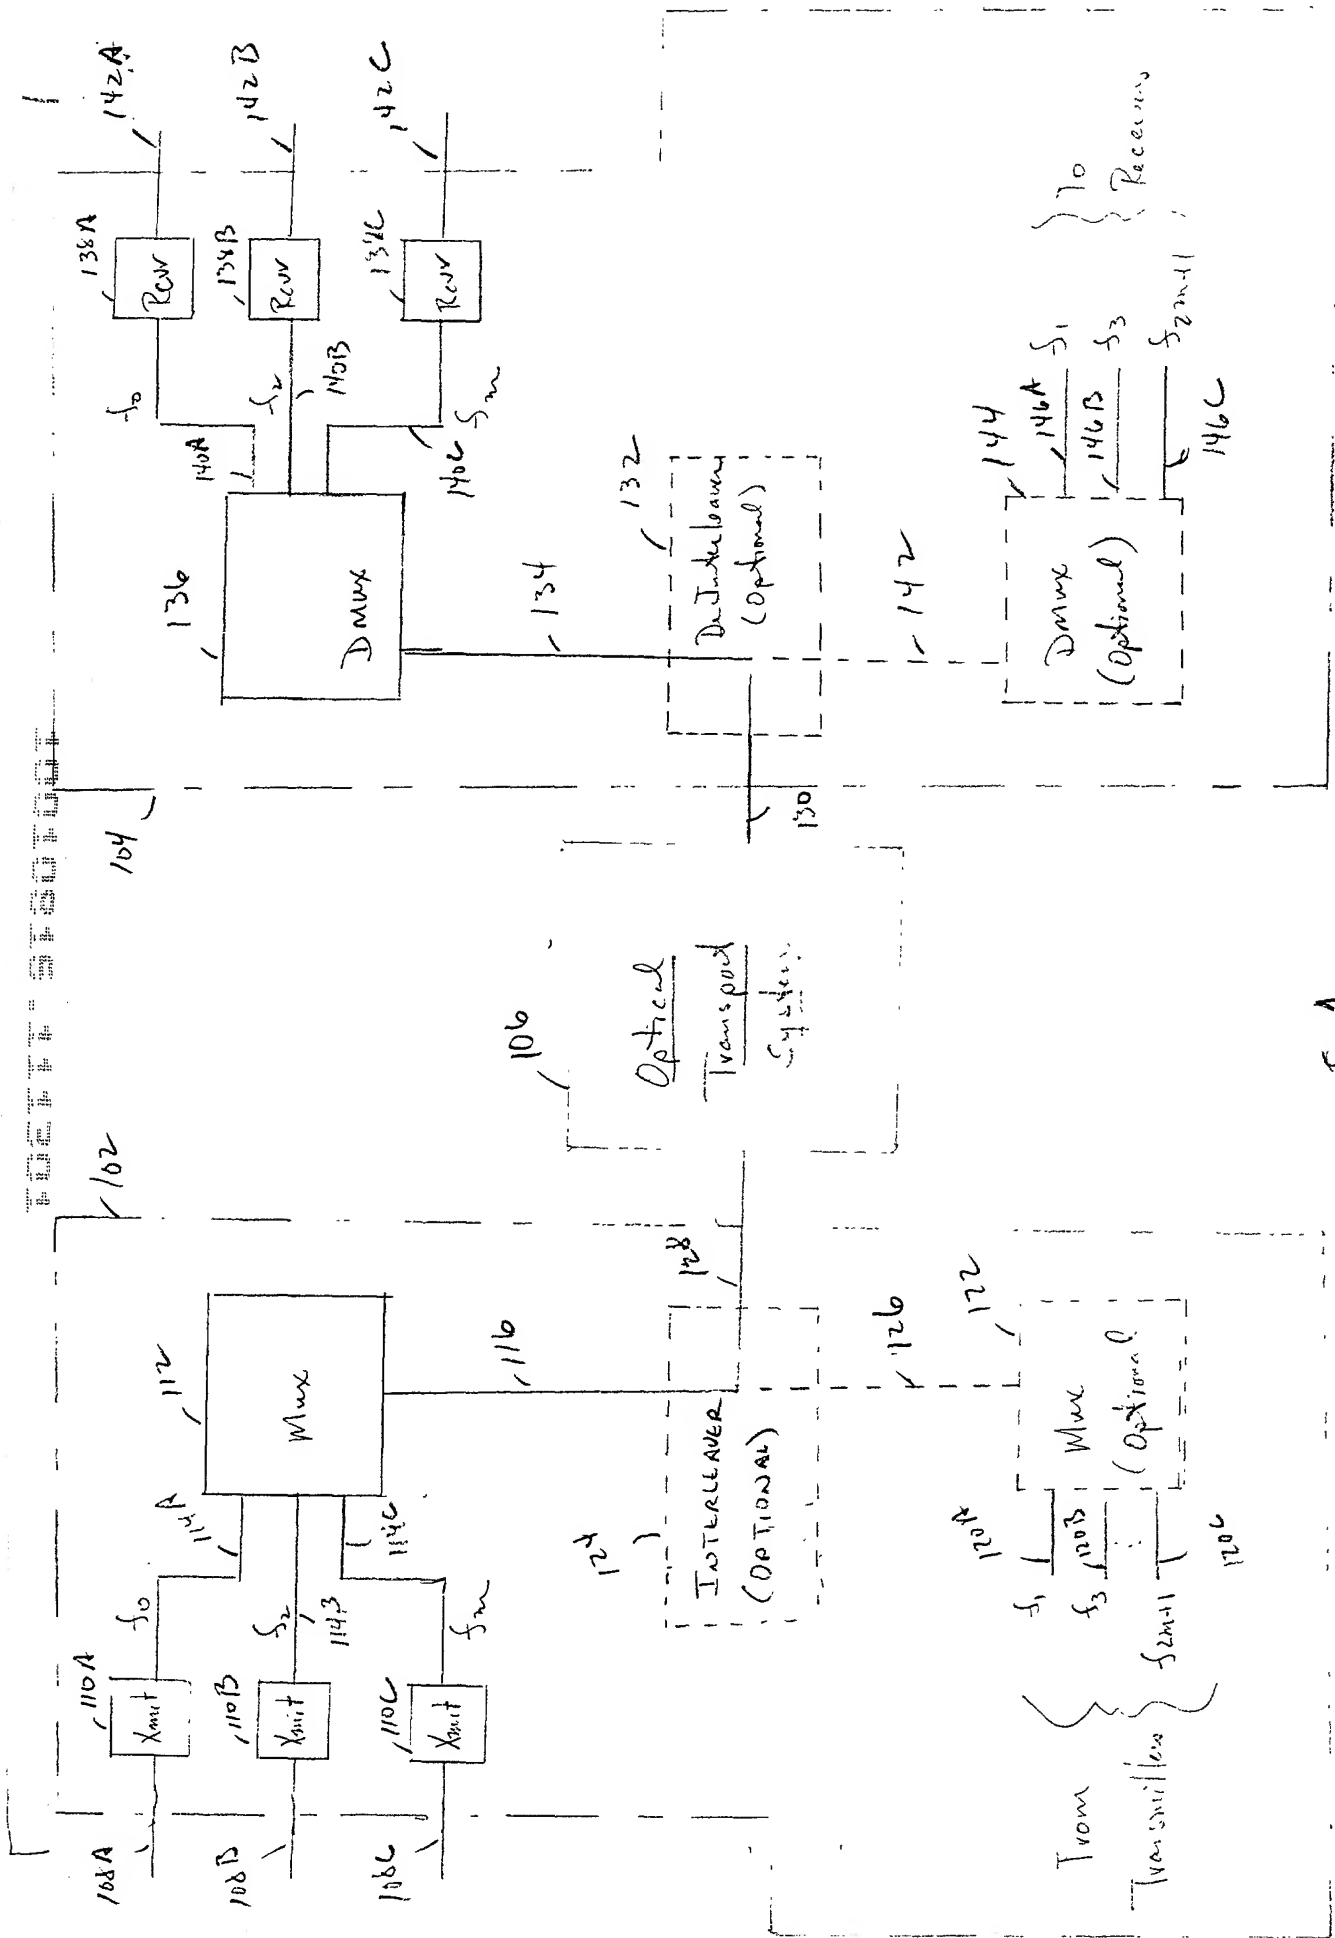 102
108A
110A
Xmit
f0
114A
112
Mux
108B
110B
Xmit
f2
114B
108C
110C
Xmit
fm
114C
116
124
INTERLEAVER
(OPTIONAL)
128
126
122
Mux
(Optional)
From
Transmitters
f1
120A
f3
120B
f2m+1
120C
106
Optical
Transport
System
104
130
132
DeInterleaver
(Optional)
134
136
Dmux
140A
f0
138A
Rcvr
142A
f2
140B
138B
Rcvr
142B
140C
fm
138C
Rcvr
142C
142
144
Dmux
(Optional)
146A
f1
146B
f3
146C
f2m+1
To
Receivers